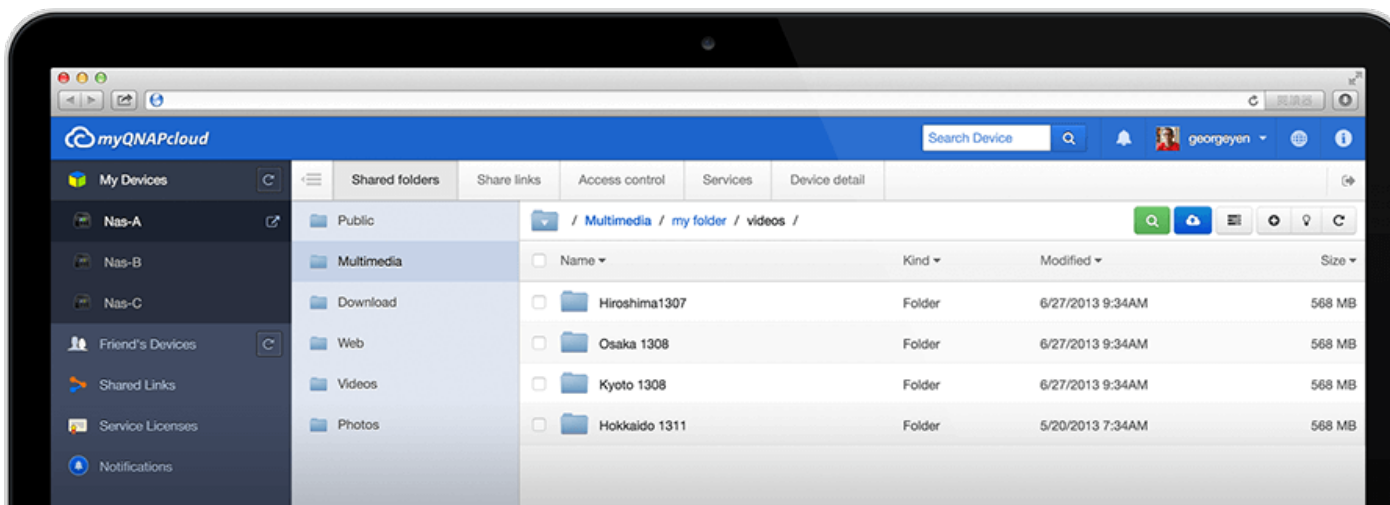 閱讀器
myQNAPcloud Search Device georgeyen
My Devices Shared folders Share links Access control Services Device detail
Nas-A Public / Multimedia / my folder / videos /
Nas-B Multimedia Name Kind Modified Size
Nas-C Download Hiroshima1307 Folder 6/27/2013 9:34AM 568 MB
Friend's Devices Web Osaka 1308 Folder 6/27/2013 9:34AM 568 MB
Shared Links Videos Kyoto 1308 Folder 6/27/2013 9:34AM 568 MB
Service Licenses Photos Hokkaido 1311 Folder 5/20/2013 7:34AM 568 MB
Notifications